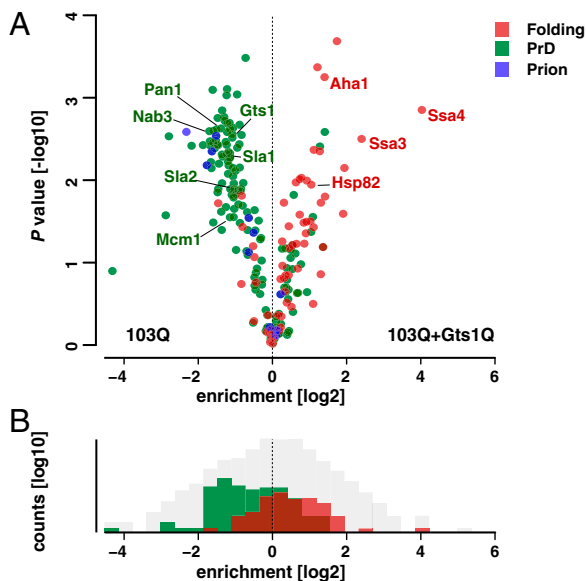 A
4
3
2
1
0
P value [-log10]
Folding
PrD
Prion
Pan1
Nab3
Gts1
Sla1
Sla2
Mcm1
Aha1
Ssa4
Ssa3
Hsp82
103Q
103Q+Gts1Q
−4 −2 0 2 4 6
enrichment [log2]
B
counts [log10]
−4 −2 0 2 4 6
enrichment [log2]